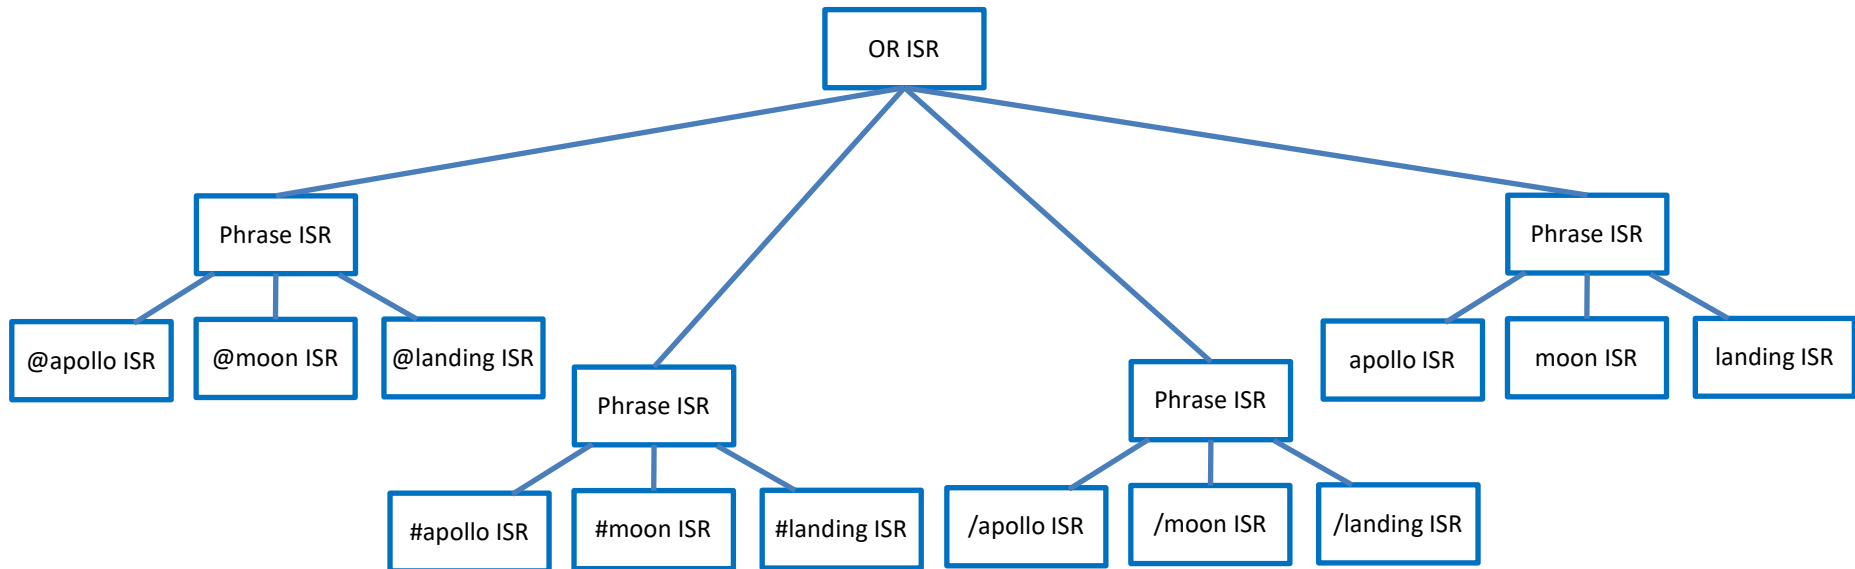 OR ISR
Phrase ISR
Phrase ISR
@apollo ISR
@moon ISR
@landing ISR
apollo ISR
moon ISR
landing ISR
Phrase ISR
Phrase ISR
#apollo ISR
#moon ISR
#landing ISR
/apollo ISR
/moon ISR
/landing ISR